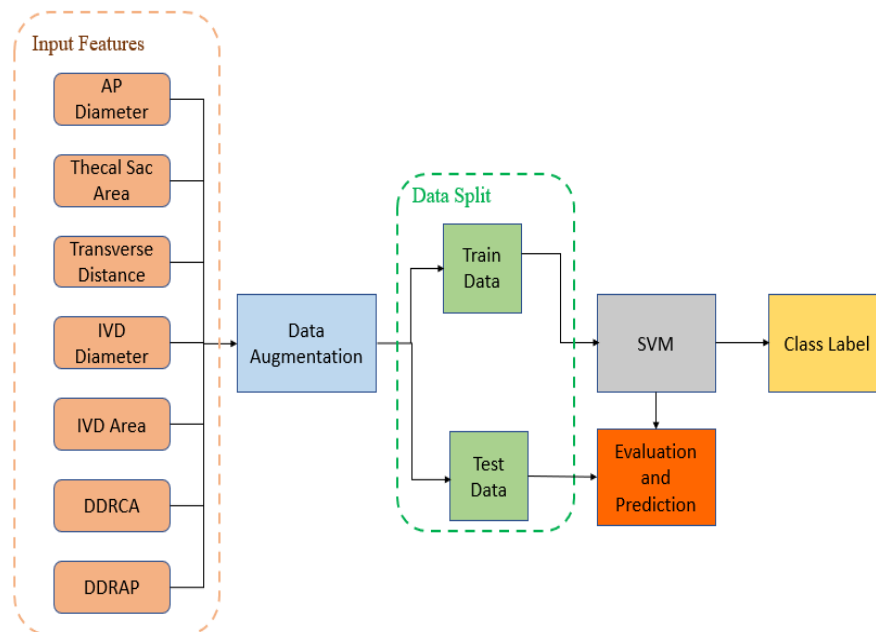 Input Features
AP
Diameter
Thecal Sac
Area
Transverse
Distance
IVD
Diameter
IVD Area
DDRCA
DDRAP
Data
Augmentation
Data Split
Train
Data
Test
Data
SVM
Evaluation
and
Prediction
Class Label